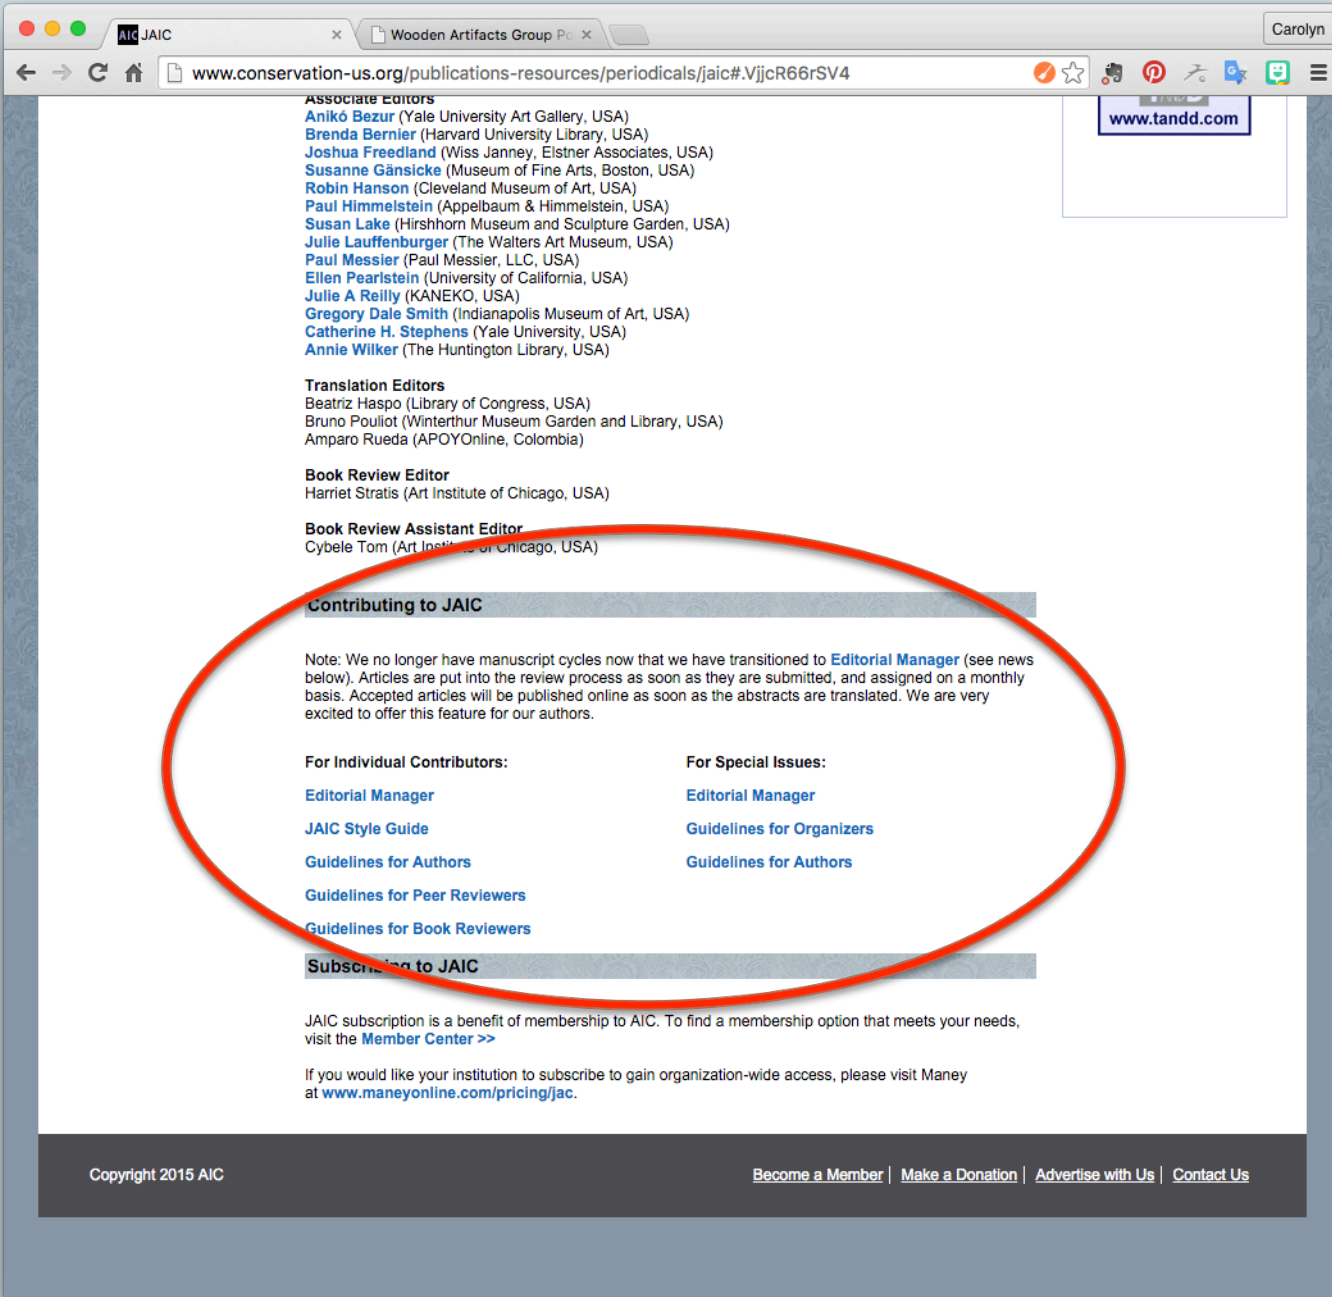 AIC JAIC
Wooden Artifacts Group Po
Carolyn
www.conservation-us.org/publications-resources/periodicals/jaic#.VjjcR66rSV4
Associate Editors
Anikó Bezur (Yale University Art Gallery, USA)
Brenda Bernier (Harvard University Library, USA)
Joshua Freedland (Wiss Janney, Elstner Associates, USA)
Susanne Gänsicke (Museum of Fine Arts, Boston, USA)
Robin Hanson (Cleveland Museum of Art, USA)
Paul Himmelstein (Appelbaum & Himmelstein, USA)
Susan Lake (Hirshhorn Museum and Sculpture Garden, USA)
Julie Lauffenburger (The Walters Art Museum, USA)
Paul Messier (Paul Messier, LLC, USA)
Ellen Pearlstein (University of California, USA)
Julie A Reilly (KANEKO, USA)
Gregory Dale Smith (Indianapolis Museum of Art, USA)
Catherine H. Stephens (Yale University, USA)
Annie Wilker (The Huntington Library, USA)
www.tandd.com
Translation Editors
Beatriz Haspo (Library of Congress, USA)
Bruno Pouliot (Winterthur Museum Garden and Library, USA)
Amparo Rueda (APOYOnline, Colombia)
Book Review Editor
Harriet Stratis (Art Institute of Chicago, USA)
Book Review Assistant Editor
Cybele Tom (Art Institute of Chicago, USA)
Contributing to JAIC
Note: We no longer have manuscript cycles now that we have transitioned to Editorial Manager (see news
below). Articles are put into the review process as soon as they are submitted, and assigned on a monthly
basis. Accepted articles will be published online as soon as the abstracts are translated. We are very
excited to offer this feature for our authors.
For Individual Contributors:
Editorial Manager
JAIC Style Guide
Guidelines for Authors
Guidelines for Peer Reviewers
Guidelines for Book Reviewers
For Special Issues:
Editorial Manager
Guidelines for Organizers
Guidelines for Authors
Subscribing to JAIC
JAIC subscription is a benefit of membership to AIC. To find a membership option that meets your needs,
visit the Member Center >>
If you would like your institution to subscribe to gain organization-wide access, please visit Maney
at www.maneyonline.com/pricing/jac.
Copyright 2015 AIC
Become a Member | Make a Donation | Advertise with Us | Contact Us